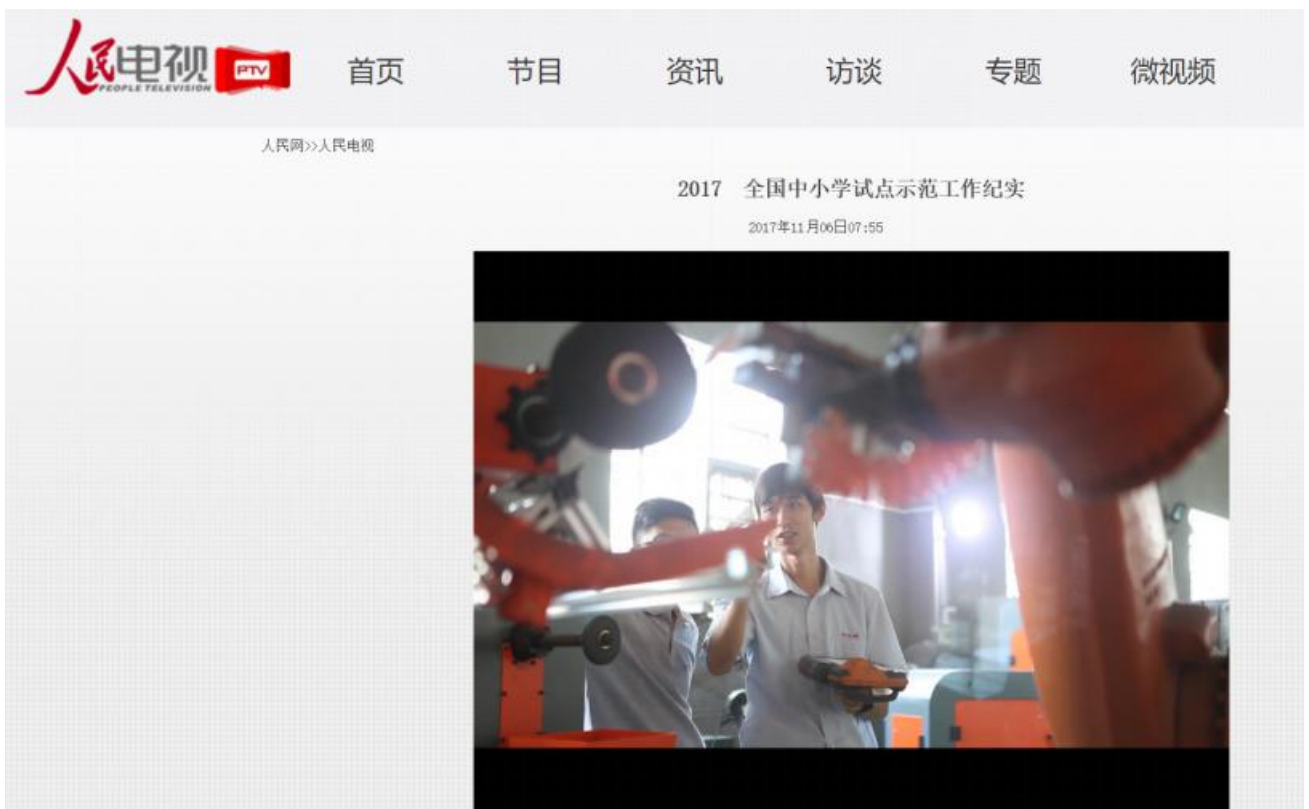 人民电视 PTV
PEOPLE TELEVISION
首页 节目 资讯 访谈 专题 微视频
人民网>>人民电视
2017 全国中小学试点示范工作纪实
2017年11月06日07:55